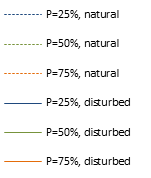 P=25%, natural
P=50%, natural
P=75%, natural
P=25%, disturbed
P=50%, disturbed
P=75%, disturbed